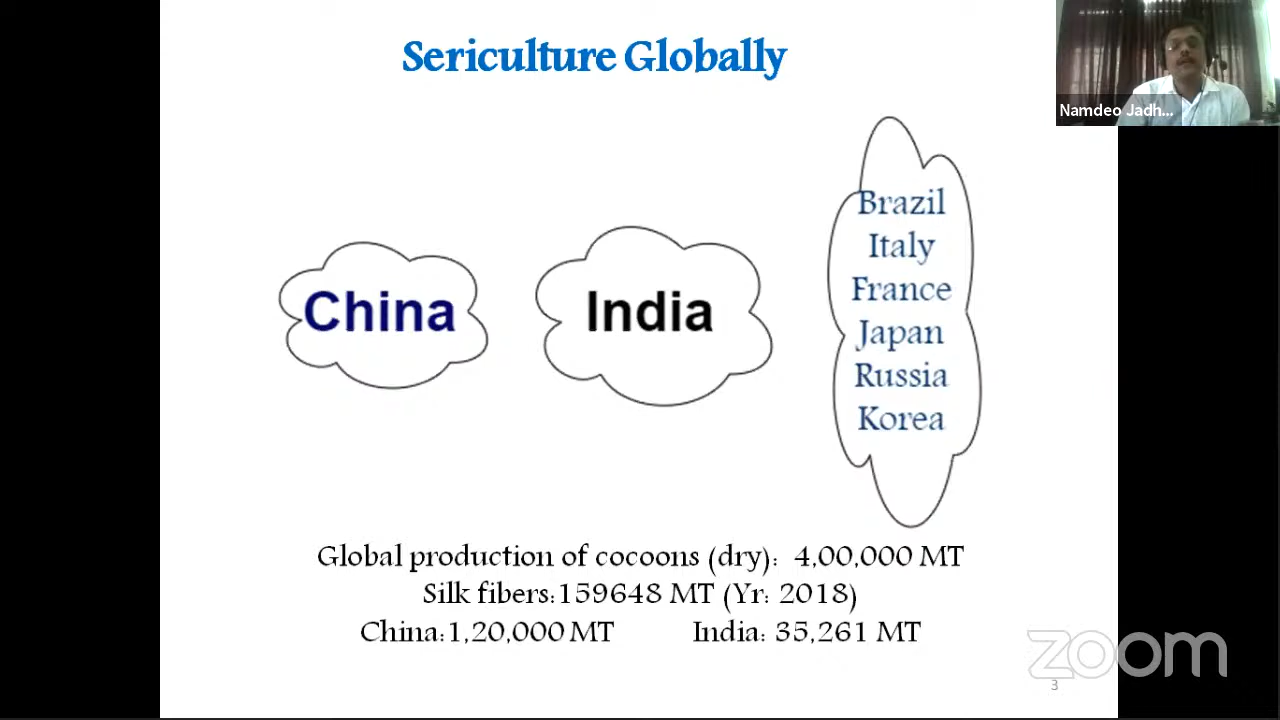 Sericulture Globally
Namdeo Jadh...
China
India
Brazil
Italy
France
Japan
Russia
Korea
Global production of cocoons (dry): 4,00,000 MT
Silk fibers:159648 MT (Yr: 2018)
China:1,20,000 MT India: 35,261 MT
zoom
3